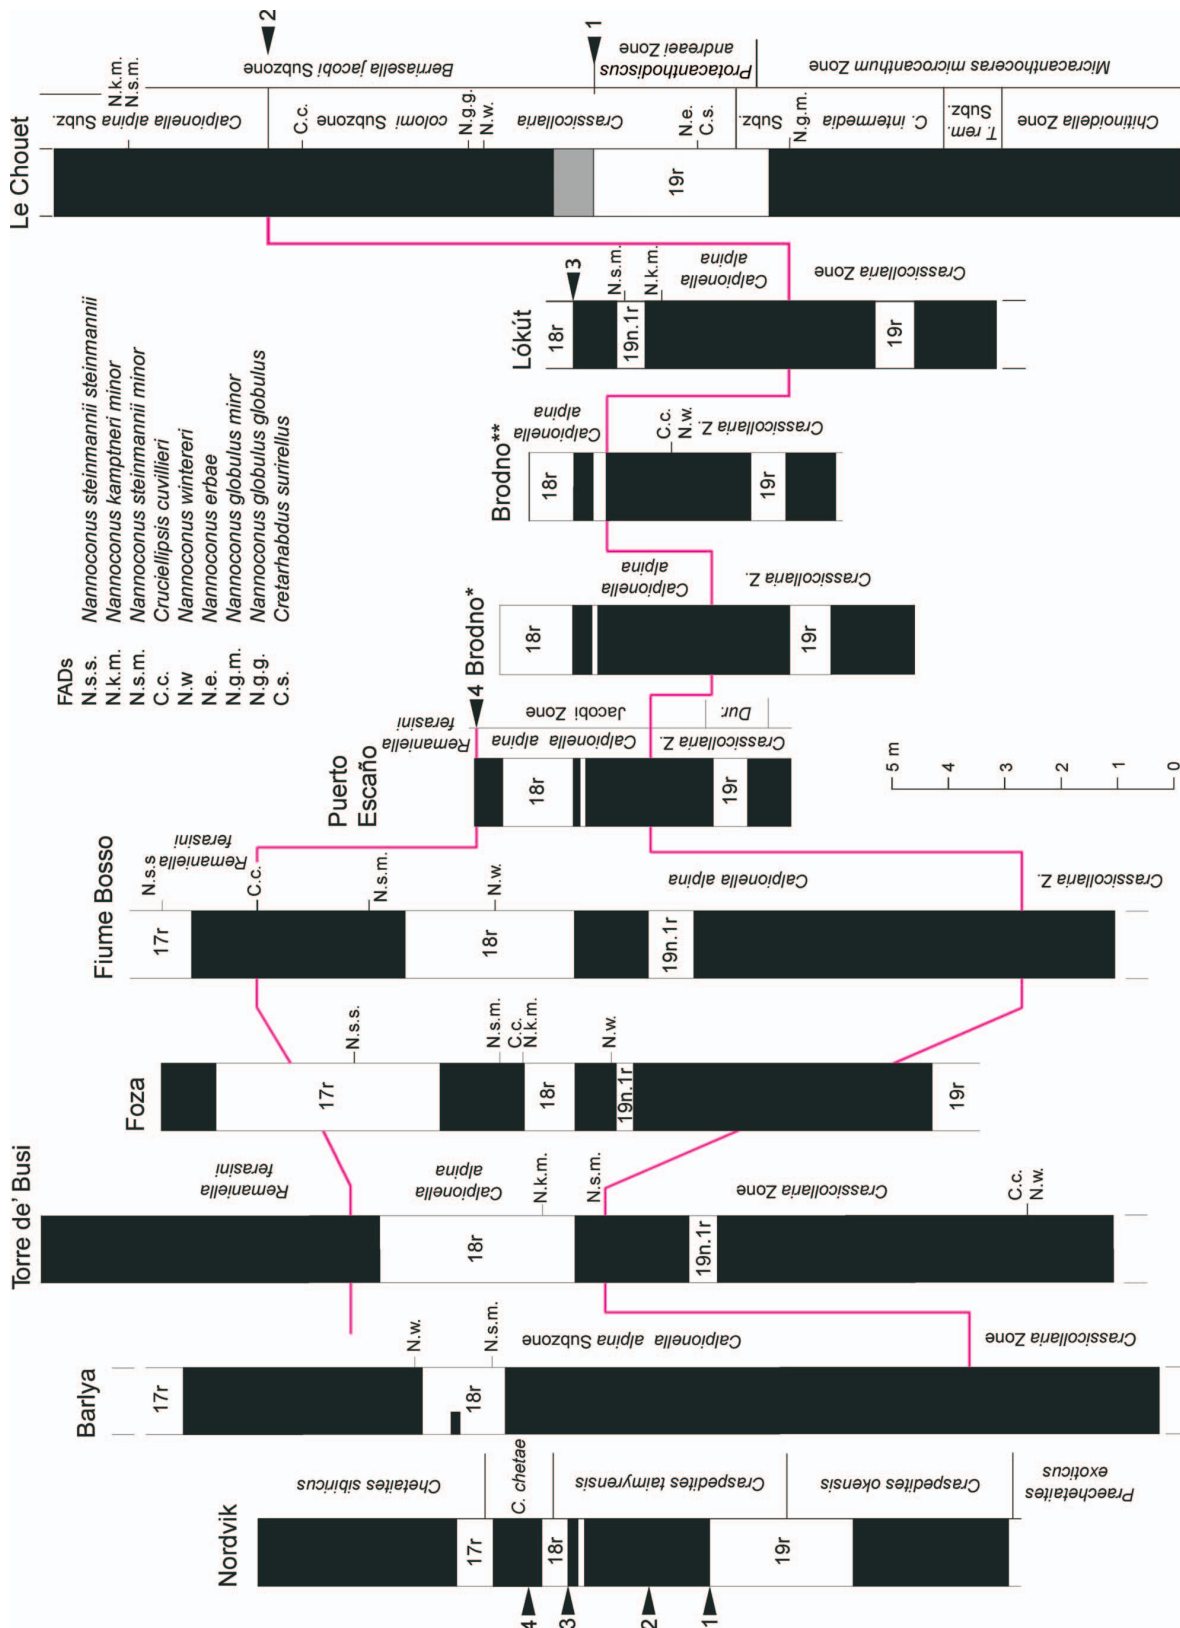 Le Chouet
2
1
N.k.m.
N.s.m.
Calpionella alpina Subz.
C.c.
colomi Subzone
N.g.g.
N.w.
Crassicollaria
N.e.
C.s.
Subz.
N.g.m.
C. intermedia
T. rem.
Subz.
Chitinoidella Zone
Berriasella jacobi Subzone
Protacanthodiscus
andreaei Zone
Micracanthoceras microcanthum Zone
19r
FADs
N.s.s. Nannoconus steinmannii steinmannii
N.k.m. Nannoconus kamptneri minor
N.s.m. Nannoconus steinmannii minor
C.c. Cruciellipsis cuvillieri
N.w Nannoconus wintereri
N.e. Nannoconus erbae
N.g.m. Nannoconus globulus minor
N.g.g. Nannoconus globulus globulus
C.s. Cretarhabdus surirellus
Lókút
3
18r
19n.1r
19r
N.s.m.
N.k.m.
Calpionella
alpina
Crassicollaria Zone
Brodno**
18r
19r
Calpionella
alpina
C.c.
N.w.
Crassicollaria Z.
Brodno*
18r
19r
Calpionella
alpina
Crassicollaria Z.
Puerto
Escaño
4
18r
19r
Remaniella
ferasini
Calpionella alpina
Crassicollaria Z.
Jacobi Zone
Dur.
5 m
4
3
2
1
0
Fiume Bosso
17r
18r
19n.1r
N.s.s
C.c.
N.s.m.
N.w.
Remaniella
ferasini
Calpionella alpina
Crassicollaria Z.
Foza
17r
18r
19n.1r
19r
N.s.s.
N.s.m.
C.c.
N.k.m.
N.w.
Torre de' Busi
18r
19n.1r
Remaniella
ferasini
Calpionella
alpina
N.k.m.
N.s.m.
Crassicollaria Zone
C.c.
N.w.
Barlya
17r
18r
N.w.
N.s.m.
Calpionella alpina Subzone
Crassicollaria Zone
Nordvik
17r
18r
19r
Chetaites sibiricus
C. chetae
Craspedites taimyrensis
Craspedites okensis
Praechetaites
exoticus
4
3
2
1